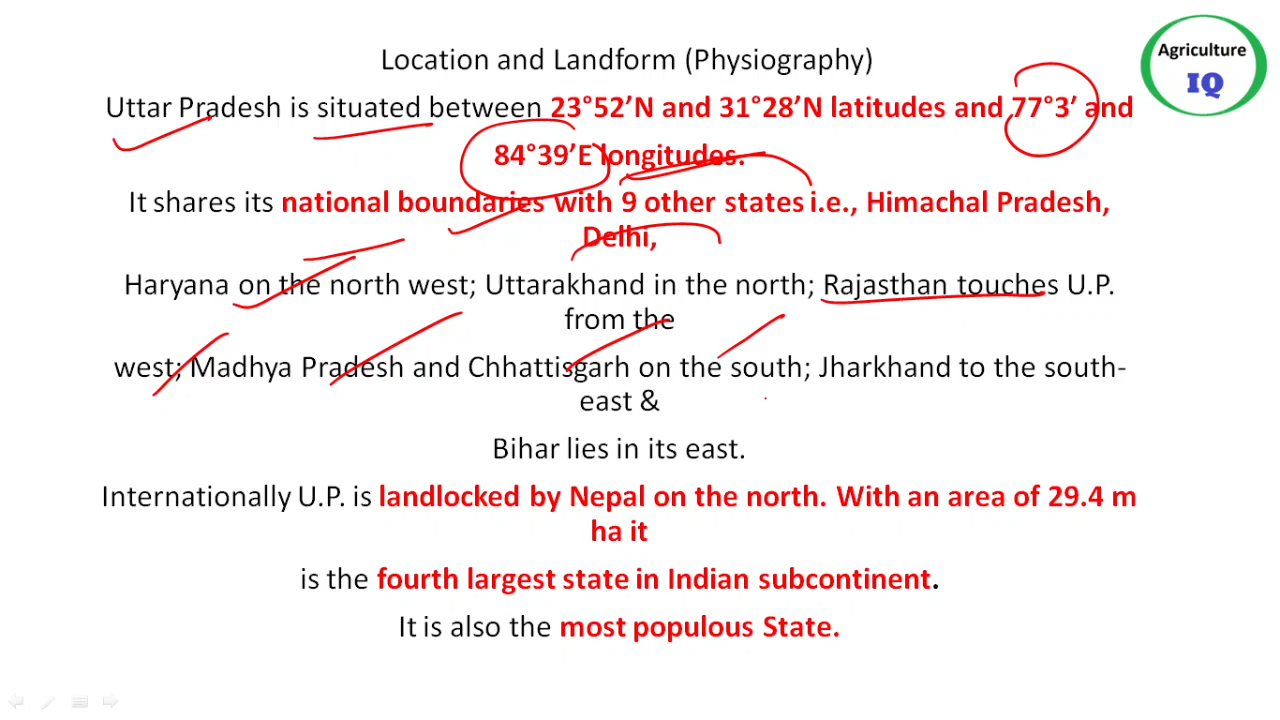 Location and Landform (Physiography)
Agriculture
IQ
Uttar Pradesh is situated between 23°52’N and 31°28’N latitudes and 77°3’ and
84°39’E longitudes.
It shares its national boundaries with 9 other states i.e., Himachal Pradesh,
Delhi,
Haryana on the north west; Uttarakhand in the north; Rajasthan touches U.P.
from the
west; Madhya Pradesh and Chhattisgarh on the south; Jharkhand to the south-
east &
Bihar lies in its east.
Internationally U.P. is landlocked by Nepal on the north. With an area of 29.4 m
ha it
is the fourth largest state in Indian subcontinent.
It is also the most populous State.